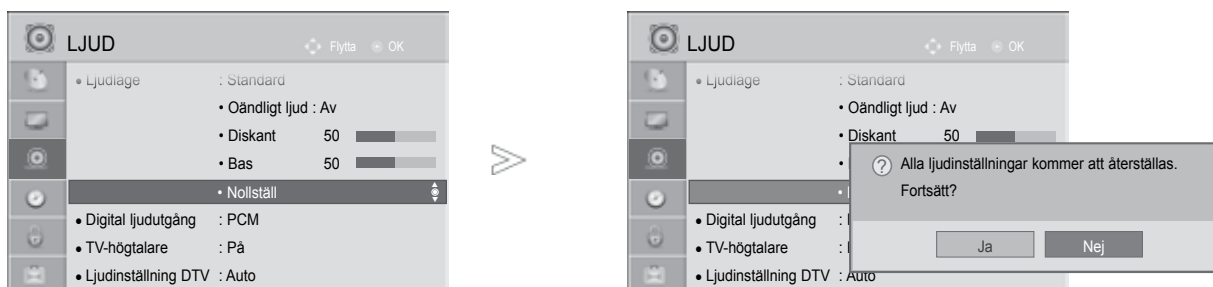 LJUD
Flytta OK
• Ljudläge : Standard
• Oändligt ljud : Av
• Diskant 50
• Bas 50
• Nollställ
• Digital ljudutgång : PCM
• TV-högtalare : På
• Ljudinställning DTV : Auto
LJUD
Flytta OK
• Ljudläge : Standard
• Oändligt ljud : Av
• Diskant 50
? Alla ljudinställningar kommer att återställas.
Fortsätt?
• Digital ljudutgång :
Ja Nej
• TV-högtalare :
• Ljudinställning DTV : Auto